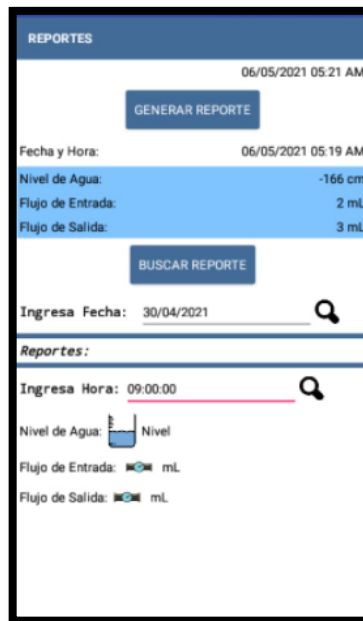 REPORTES
06/05/2021 05:21 AM
GENERAR REPORTE
Fecha y Hora: 06/05/2021 05:19 AM
Nivel de Agua: -166 cm
Flujo de Entrada: 2 mL
Flujo de Salida: 3 mL
BUSCAR REPORTE
Ingresa Fecha: 30/04/2021
Reportes:
Ingresa Hora: 09:00:00
Nivel de Agua: Nivel
Flujo de Entrada: mL
Flujo de Salida: mL